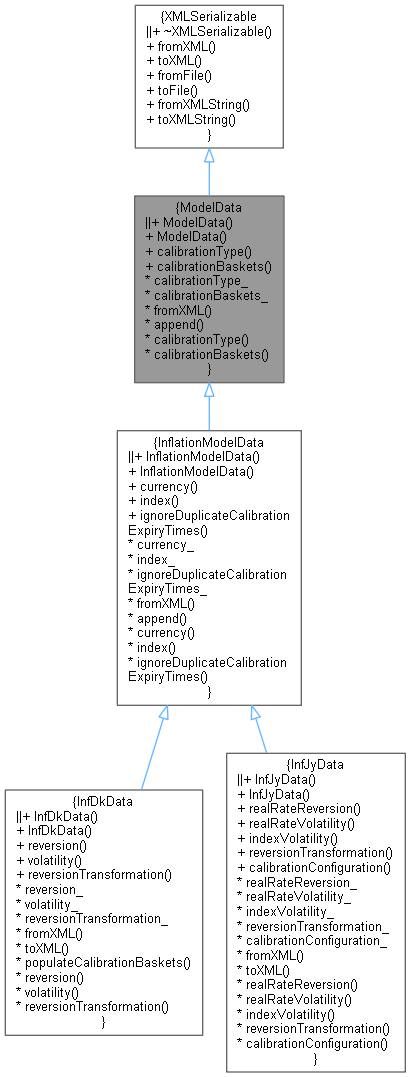 {XMLSerializable
||+ ~XMLSerializable()
+ fromXML()
+ toXML()
+ fromFile()
+ toFile()
+ fromXMLString()
+ toXMLString()
}
{ModelData
||+ ModelData()
+ ModelData()
+ calibrationType()
+ calibrationBaskets()
* calibrationType_
* calibrationBaskets_
* fromXML()
* append()
* calibrationType()
* calibrationBaskets()
}
{InflationModelData
||+ InflationModelData()
+ InflationModelData()
+ currency()
+ index()
+ ignoreDuplicateCalibration
ExpiryTimes()
* currency_
* index_
* ignoreDuplicateCalibration
ExpiryTimes_
* fromXML()
* append()
* currency()
* index()
* ignoreDuplicateCalibration
ExpiryTimes()
}
{InfDkData
||+ InfDkData()
+ InfDkData()
+ reversion()
+ volatility()
+ reversionTransformation()
* reversion_
* volatility_
* reversionTransformation_
* fromXML()
* toXML()
* populateCalibrationBaskets()
* reversion()
* volatility()
* reversionTransformation()
}
{InfJyData
||+ InfJyData()
+ InfJyData()
+ realRateReversion()
+ realRateVolatility()
+ indexVolatility()
+ reversionTransformation()
+ calibrationConfiguration()
* realRateReversion_
* realRateVolatility_
* indexVolatility_
* reversionTransformation_
* calibrationConfiguration_
* fromXML()
* toXML()
* realRateReversion()
* realRateVolatility()
* indexVolatility()
* reversionTransformation()
* calibrationConfiguration()
}